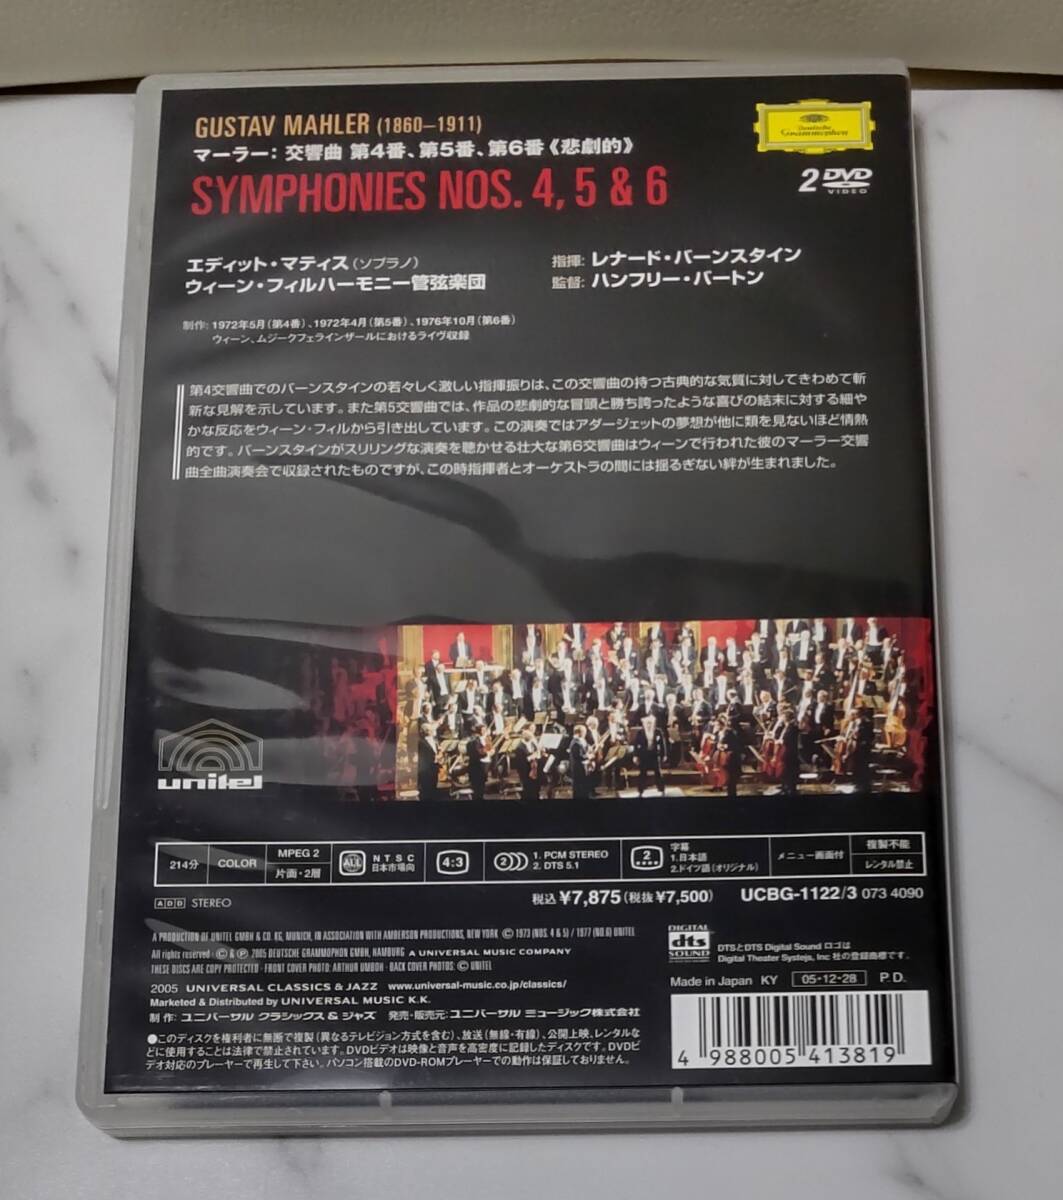 GUSTAV MAHLER (1860–1911)
マーラー: 交響曲 第4番、第5番、第6番《悲劇的》
SYMPHONIES NOS. 4, 5 & 6
Deutsche
Grammophon
2 DVD
VIDEO
エディット・マティス(ソプラノ)
ウィーン・フィルハーモニー管弦楽団
指揮: レナード・バーンスタイン
監督: ハンフリー・バートン
制作: 1972年5月(第4番)、1972年4月(第5番)、1976年10月(第6番)
ウィーン、ムジークフェラインザールにおけるライヴ収録
第4交響曲でのバーンスタインの若々しく激しい指揮振りは、この交響曲の持つ古典的な気質に対してきわめて斬
新な見解を示しています。また第5交響曲では、作品の悲劇的な冒頭と勝ち誇ったような喜びの結末に対する細や
かな反応をウィーン・フィルから引き出しています。この演奏ではアダージェットの夢想が他に類を見ないほど情熱
的です。バーンスタインがスリリングな演奏を聴かせる壮大な第6交響曲はウィーンで行われた彼のマーラー交響
曲全曲演奏会で収録されたものですが、この時指揮者とオーケストラの間には揺るぎない絆が生まれました。
unitel
214分
COLOR
MPEG 2
片面・2層
ALL
NTSC
日本市場向
4:3
2
1. PCM STEREO
2. DTS 5.1
2
字幕
1.日本語
2.ドイツ語(オリジナル)
メニュー画面付
複製不能
レンタル禁止
ADD STEREO
税込¥7,875(税抜¥7,500)
UCBG-1122/3 073 4090
A PRODUCTION OF UNITEL GMBH & CO. KG, MUNICH, IN ASSOCIATION WITH AMBERSON PRODUCTIONS, NEW YORK © 1973 (NOS. 4 & 5) / 1977 (NO.6) UNITEL
All rights reserved © & ℗ 2005 DEUTSCHE GRAMMOPHON GMBH, HAMBURG A UNIVERSAL MUSIC COMPANY
THESE DISCS ARE COPY PROTECTED · FRONT COVER PHOTO: ARTHUR UMBOH · BACK COVER PHOTOS © UNITEL
2005 UNIVERSAL CLASSICS & JAZZ www.universal-music.co.jp/classics/
Marketed & Distributed by UNIVERSAL MUSIC K.K.
制作: ユニバーサル クラシックス&ジャズ 発売・販売元: ユニバーサル ミュージック株式会社
●このディスクを権利者に無断で複製(異なるテレビジョン方式を含む)、放送(無線・有線)、公開上映、レンタルな
どに使用することは法律で禁止されています。DVDビデオは映像と音声を高密度に記録したディスクです。DVDビ
デオ対応のプレーヤーで再生して下さい。パソコン搭載のDVD-ROMプレーヤーでの動作は保証しておりません。
DIGITAL
dts
SOUND
DTSとDTS Digital Sound ロゴは
Digital Theater Systejs, Inc 社の登録商標です。
Made in Japan KY 05・12・28 P.D.
4 988005 413819